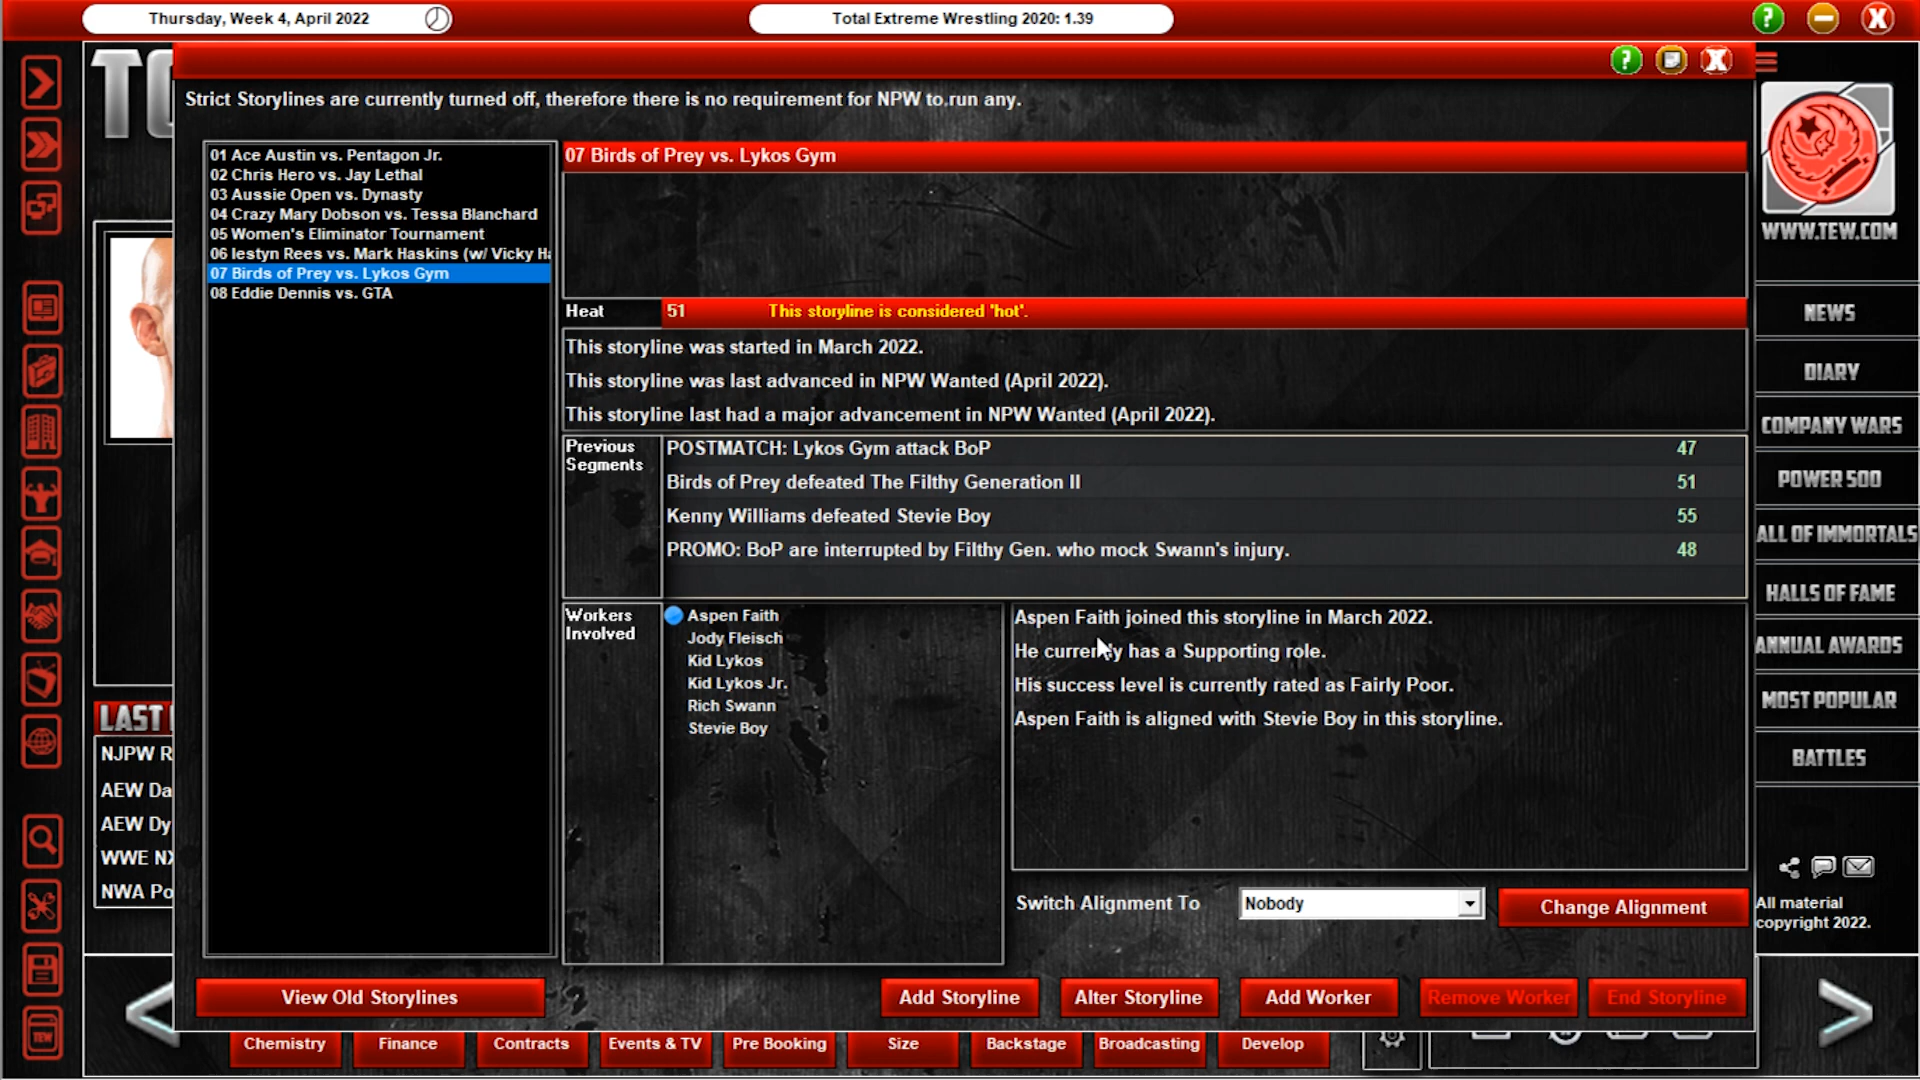 Thursday, Week 4, April 2022
Total Extreme Wrestling 2020: 1.39
Strict Storylines are currently turned off, therefore there is no requirement for NPW to run any.
01 Ace Austin vs. Pentagon Jr.
02 Chris Hero vs. Jay Lethal
03 Aussie Open vs. Dynasty
04 Crazy Mary Dobson vs. Tessa Blanchard
05 Women's Eliminator Tournament
06 Iestyn Rees vs. Mark Haskins (w/ Vicky Ha
07 Birds of Prey vs. Lykos Gym
08 Eddie Dennis vs. GTA
07 Birds of Prey vs. Lykos Gym
Heat 51 This storyline is considered 'hot'.
This storyline was started in March 2022.
This storyline was last advanced in NPW Wanted (April 2022).
This storyline last had a major advancement in NPW Wanted (April 2022).
Previous Segments
POSTMATCH: Lykos Gym attack BoP 47
Birds of Prey defeated The Filthy Generation II 51
Kenny Williams defeated Stevie Boy 55
PROMO: BoP are interrupted by Filthy Gen. who mock Swann's injury. 48
Workers Involved
Aspen Faith
Jody Fleisch
Kid Lykos
Kid Lykos Jr.
Rich Swann
Stevie Boy
Aspen Faith joined this storyline in March 2022.
He currently has a Supporting role.
His success level is currently rated as Fairly Poor.
Aspen Faith is aligned with Stevie Boy in this storyline.
Switch Alignment To
Nobody
Change Alignment
View Old Storylines
Add Storyline
Alter Storyline
Add Worker
Remove Worker
End Storyline
LAST
NJPW R
AEW Da
AEW Dy
WWE NX
NWA Po
Chemistry
Finance
Contracts
Events & TV
Pre Booking
Size
Backstage
Broadcasting
Develop
WWW.TEW.COM
NEWS
DIARY
COMPANY WARS
POWER 500
ALL OF IMMORTALS
HALLS OF FAME
ANNUAL AWARDS
MOST POPULAR
BATTLES
All material
copyright 2022.
TEW